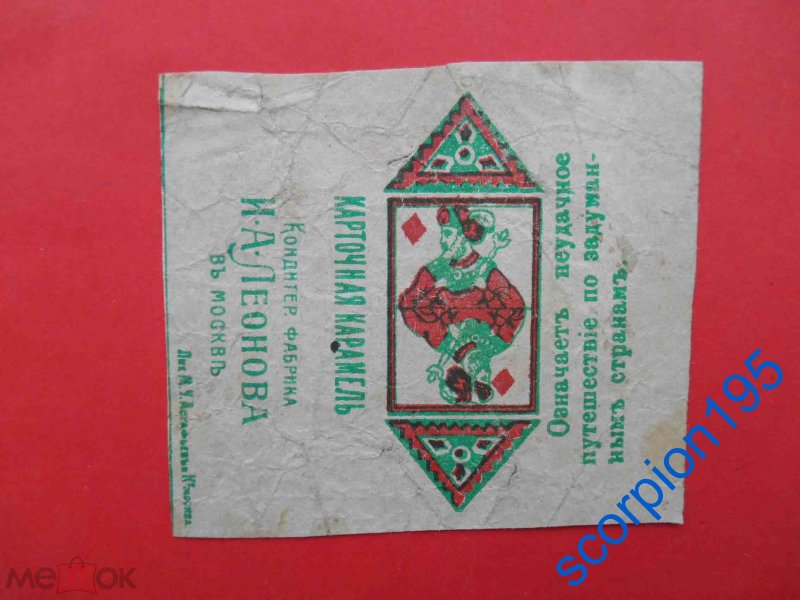 КАРТОЧНАЯ КАРАМЕЛЬ
КОНДИТЕР. ФАБРИКА
И.А.ЛЕОНОВА
ВЪ МОСКВѢ
Означаетъ неудачное
путешествіе по задуман-
нымъ странамъ.
scorpion195
мешок